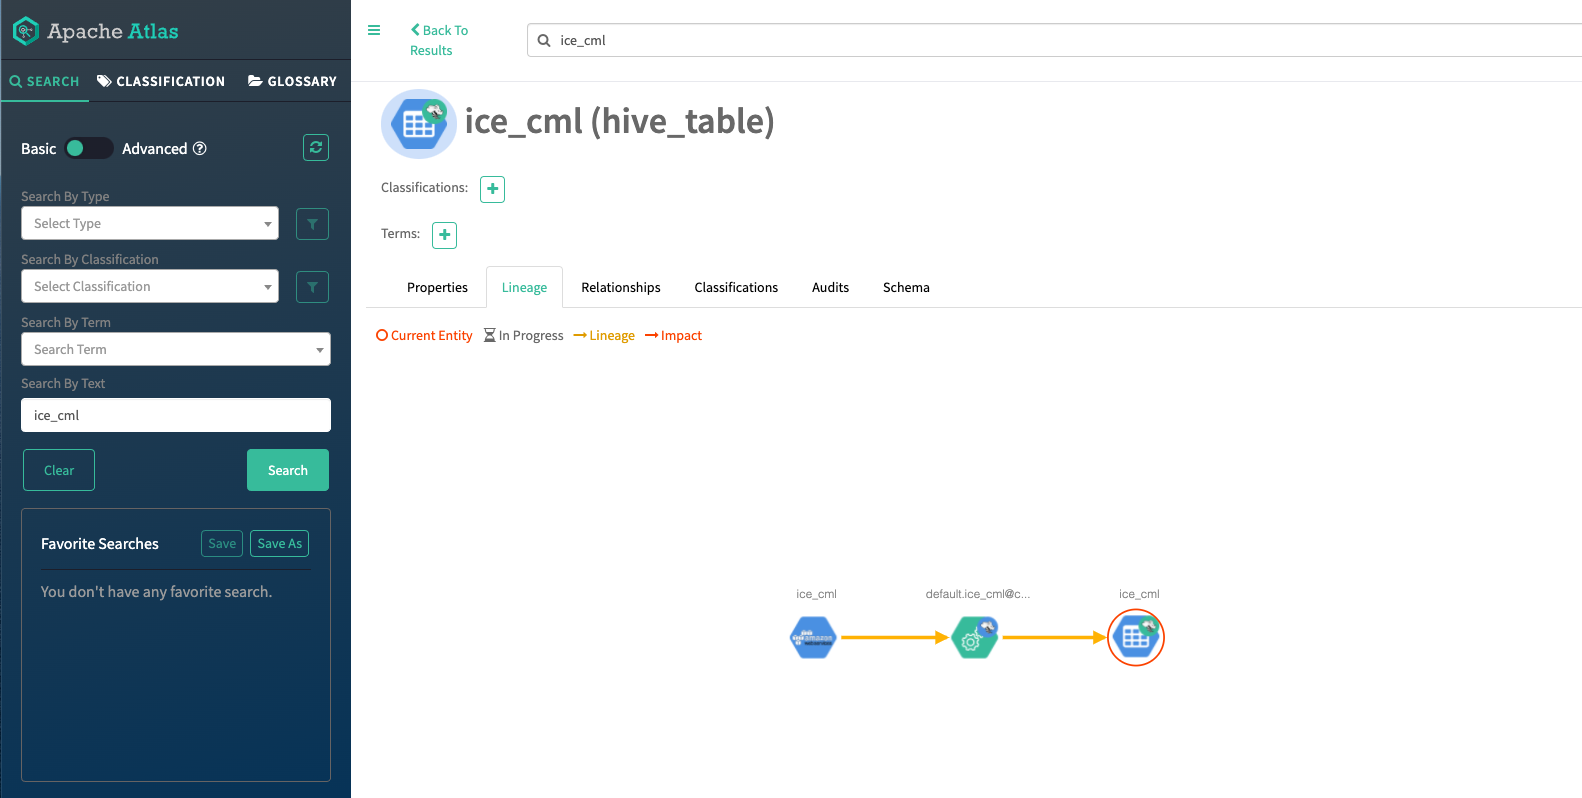 Apache Atlas
SEARCH CLASSIFICATION GLOSSARY
Basic Advanced
Search By Type
Select Type
Search By Classification
Select Classification
Search By Term
Search Term
Search By Text
ice_cml
Clear Search
Favorite Searches Save Save As
You don't have any favorite search.
Back To
Results
ice_cml
ice_cml (hive_table)
Classifications:
Terms:
Properties Lineage Relationships Classifications Audits Schema
Current Entity In Progress Lineage Impact
ice_cml default.ice_cml@c... ice_cml
amazon